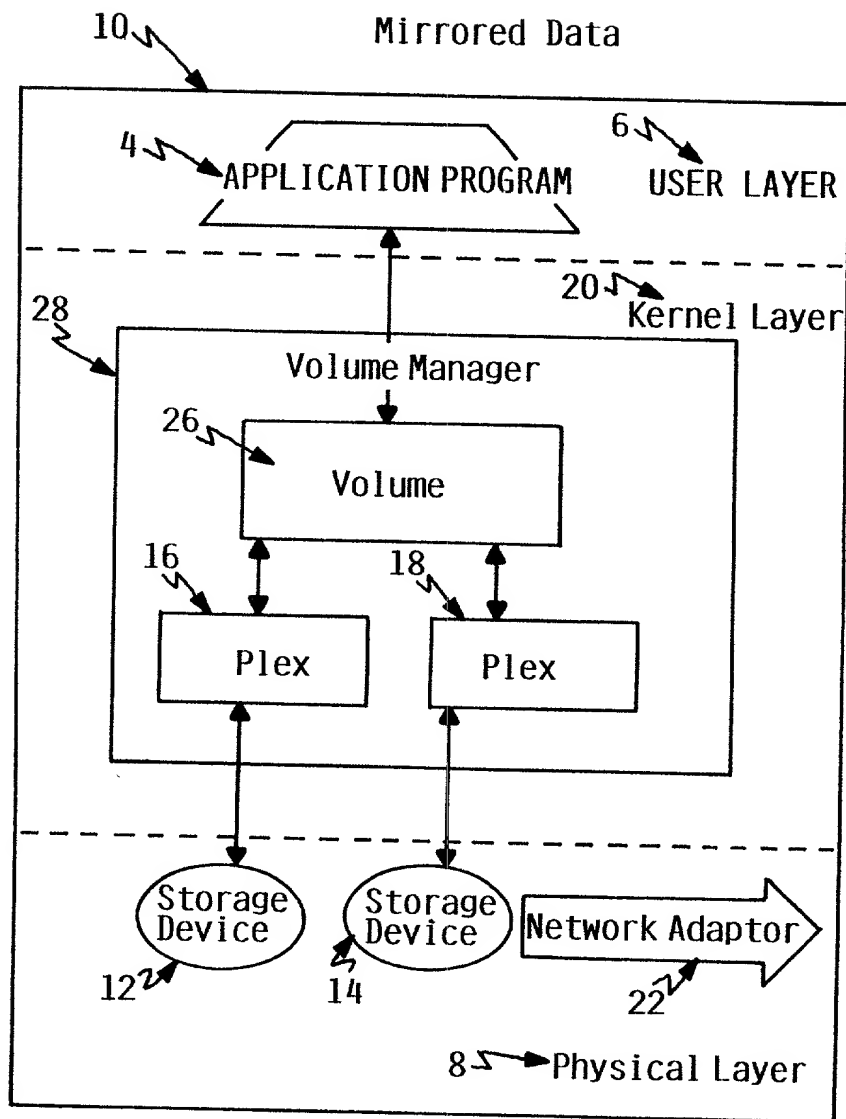 Mirrored Data
10
4
APPLICATION PROGRAM
6
USER LAYER
20
Kernel Layer
28
Volume Manager
26
Volume
16
18
Plex
Plex
Storage
Device
Storage
Device
Network Adaptor
12
14
22
8
Physical Layer